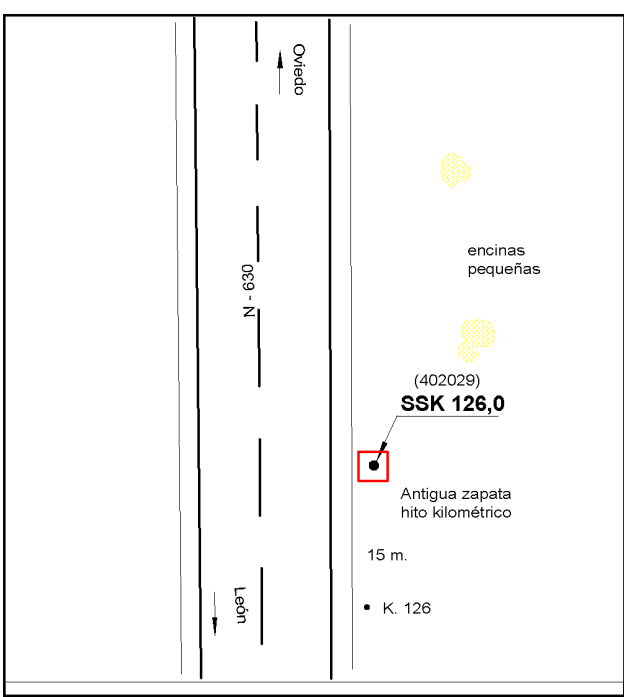 Oviedo
encinas
pequeñas
N - 630
(402029)
SSK 126,0
Antigua zapata
hito kilométrico
15 m.
León
K. 126